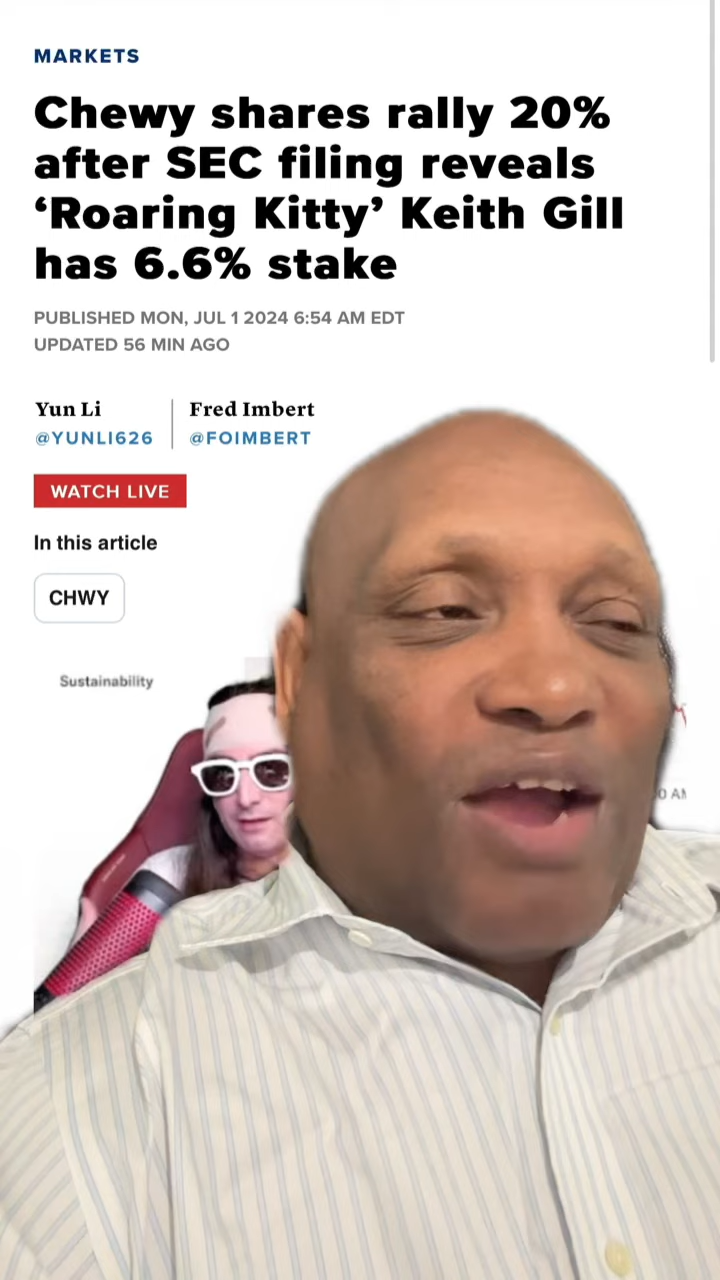 MARKETS
Chewy shares rally 20%
after SEC filing reveals
‘Roaring Kitty’ Keith Gill
has 6.6% stake
PUBLISHED MON, JUL 1 2024 6:54 AM EDT
UPDATED 56 MIN AGO
Yun Li
@YUNLI626
Fred Imbert
@FOIMBERT
WATCH LIVE
In this article
CHWY
Sustainability